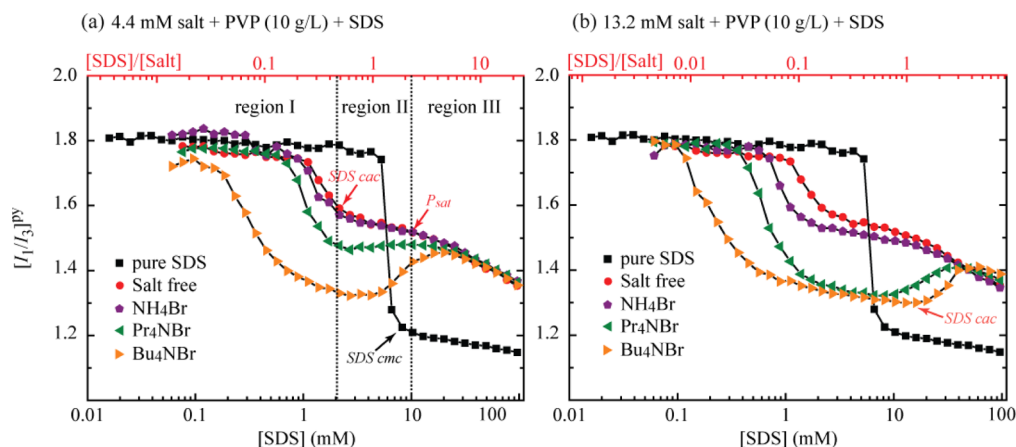 (a) 4.4 mM salt + PVP (10 g/L) + SDS
[SDS]/[Salt]
0.1
1
10
2.0
1.8
1.6
1.4
1.2
[I1/I3]py
region I
region II
region III
SDS cac
Psat
SDS cmc
pure SDS
Salt free
NH4Br
Pr4NBr
Bu4NBr
0.01
0.1
1
10
100
[SDS] (mM)
(b) 13.2 mM salt + PVP (10 g/L) + SDS
[SDS]/[Salt]
0.01
0.1
1
2.0
1.8
1.6
1.4
1.2
pure SDS
Salt free
NH4Br
Pr4NBr
Bu4NBr
SDS cac
0.01
0.1
1
10
100
[SDS] (mM)